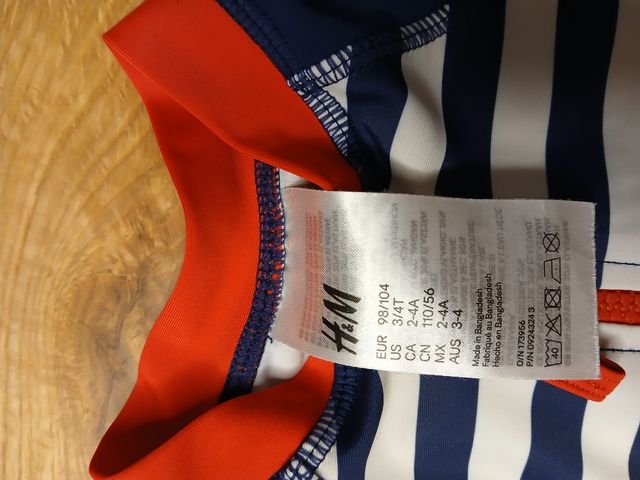 H&M
EUR 98/104
US 3/4T
CA 2-4A
CN 110/56
MX 2-4A
AUS 3-4
Made in Bangladesh
Fabriqué au Bangladesh
Hecho en Bangladesh
D/N 173956
P/N 09243243
40